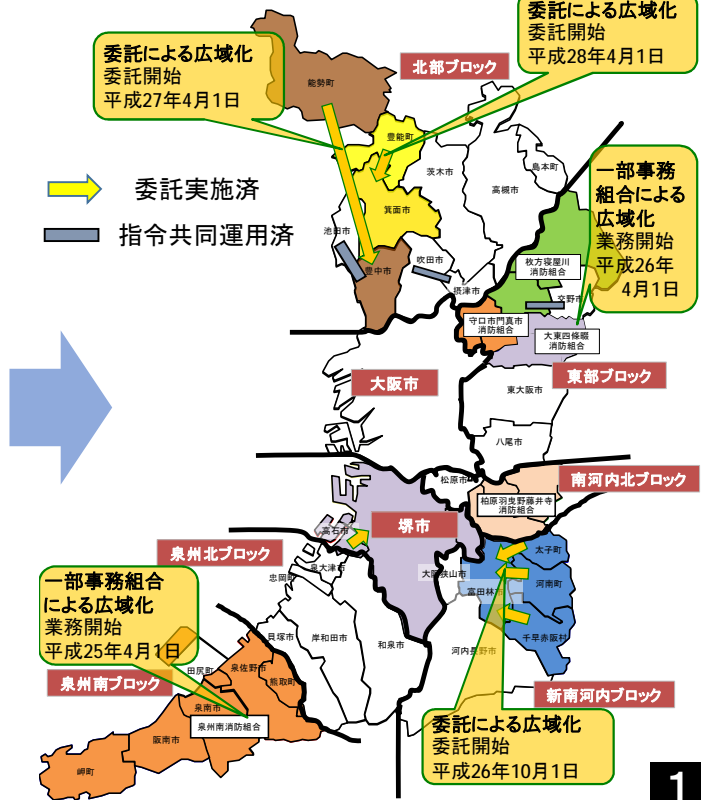 委託による広域化
委託開始
平成28年4月1日
委託による広域化
委託開始
平成27年4月1日
北部ブロック
能勢町
豊能町
茨木市
島本町
高槻市
一部事務
組合による
広域化
業務開始
平成26年
4月1日
委託実施済
指令共同運用済
箕面市
池田市
吹田市
豊中市
摂津市
枚方寝屋川
消防組合
交野市
守口市門真市
消防組合
大東四條畷
消防組合
東部ブロック
大阪市
東大阪市
八尾市
松原市
南河内北ブロック
柏原羽曳野藤井寺
消防組合
堺市
高石市
泉州北ブロック
泉大津市
忠岡町
大阪狭山市
太子町
富田林市
河南町
千早赤阪村
河内長野市
一部事務組合
による広域化
業務開始
平成25年4月1日
貝塚市
岸和田市
和泉市
田尻町
泉佐野市
熊取町
泉州南ブロック
泉南市
泉州南消防組合
阪南市
岬町
新南河内ブロック
委託による広域化
委託開始
平成26年10月1日
1